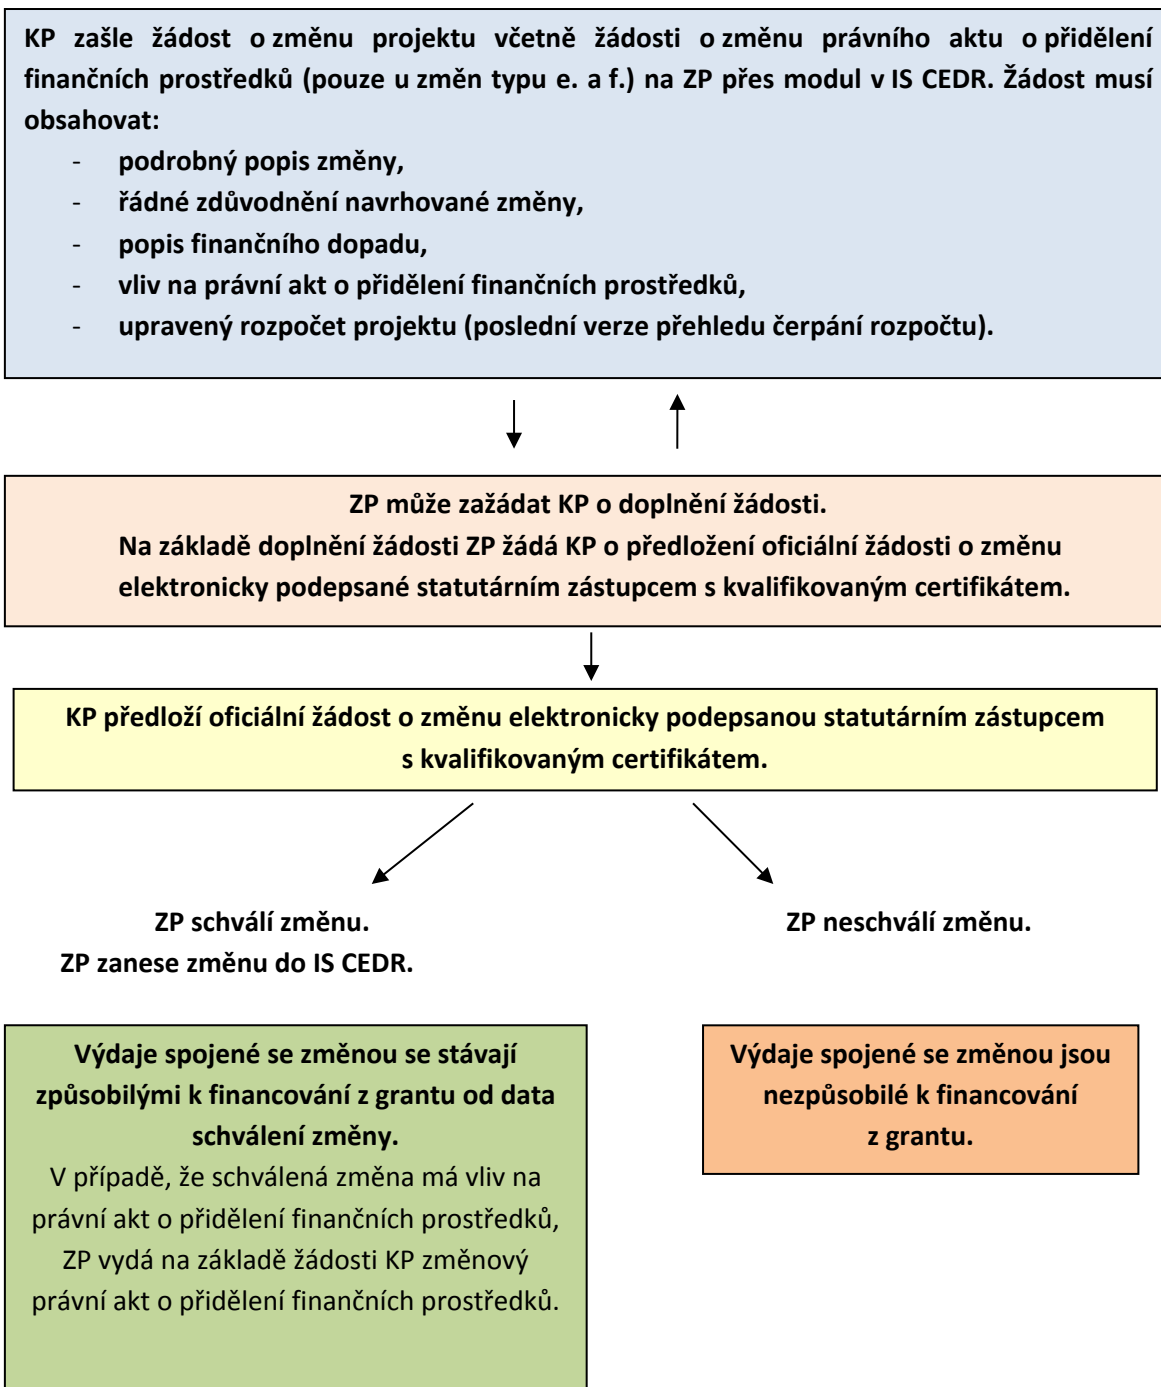 KP zašle žádost o změnu projektu včetně žádosti o změnu právního aktu o přidělení
finančních prostředků (pouze u změn typu e. a f.) na ZP přes modul v IS CEDR. Žádost musí
obsahovat:
- podrobný popis změny,
- řádné zdůvodnění navrhované změny,
- popis finančního dopadu,
- vliv na právní akt o přidělení finančních prostředků,
- upravený rozpočet projektu (poslední verze přehledu čerpání rozpočtu).
ZP může zažádat KP o doplnění žádosti.
Na základě doplnění žádosti ZP žádá KP o předložení oficiální žádosti o změnu
elektronicky podepsané statutárním zástupcem s kvalifikovaným certifikátem.
KP předloží oficiální žádost o změnu elektronicky podepsanou statutárním zástupcem
s kvalifikovaným certifikátem.
ZP schválí změnu.
ZP zanese změnu do IS CEDR.
ZP neschválí změnu.
Výdaje spojené se změnou se stávají
způsobilými k financování z grantu od data
schválení změny.
V případě, že schválená změna má vliv na
právní akt o přidělení finančních prostředků,
ZP vydá na základě žádosti KP změnový
právní akt o přidělení finančních prostředků.
Výdaje spojené se změnou jsou
nezpůsobilé k financování
z grantu.